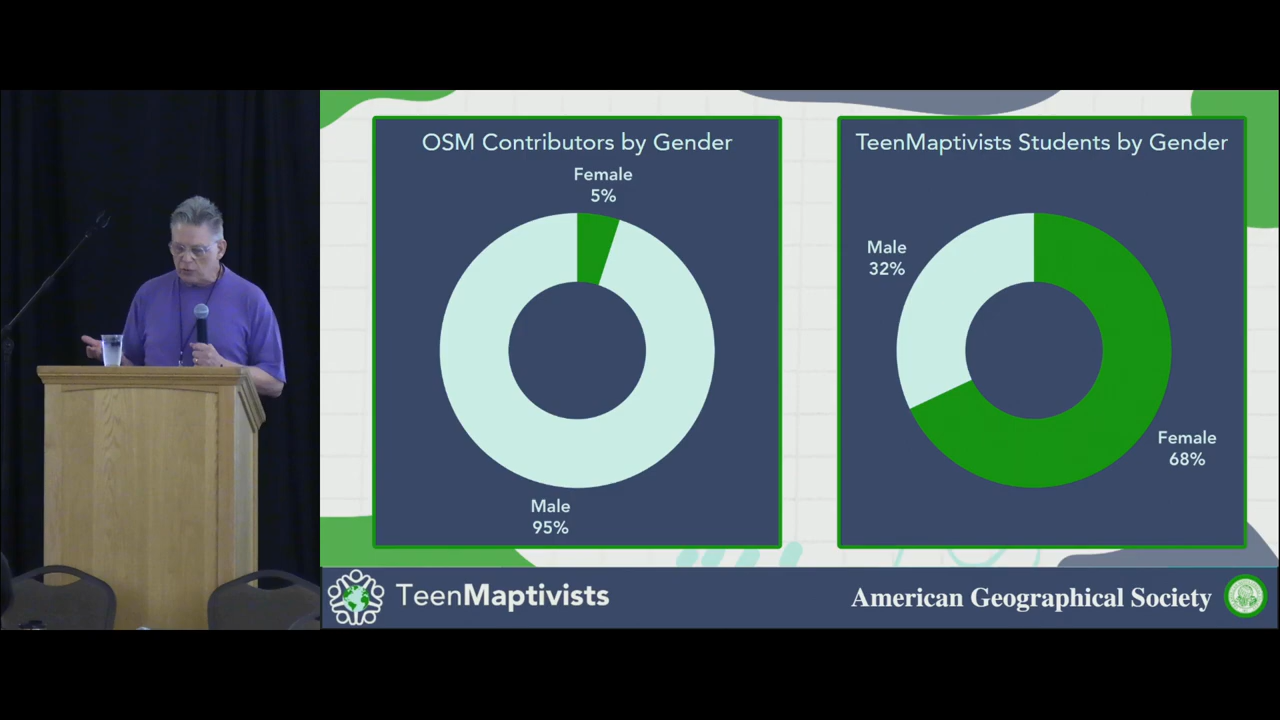 OSM Contributors by Gender
Female
5%
Male
95%
TeenMaptivists Students by Gender
Male
32%
Female
68%
TeenMaptivists
American Geographical Society